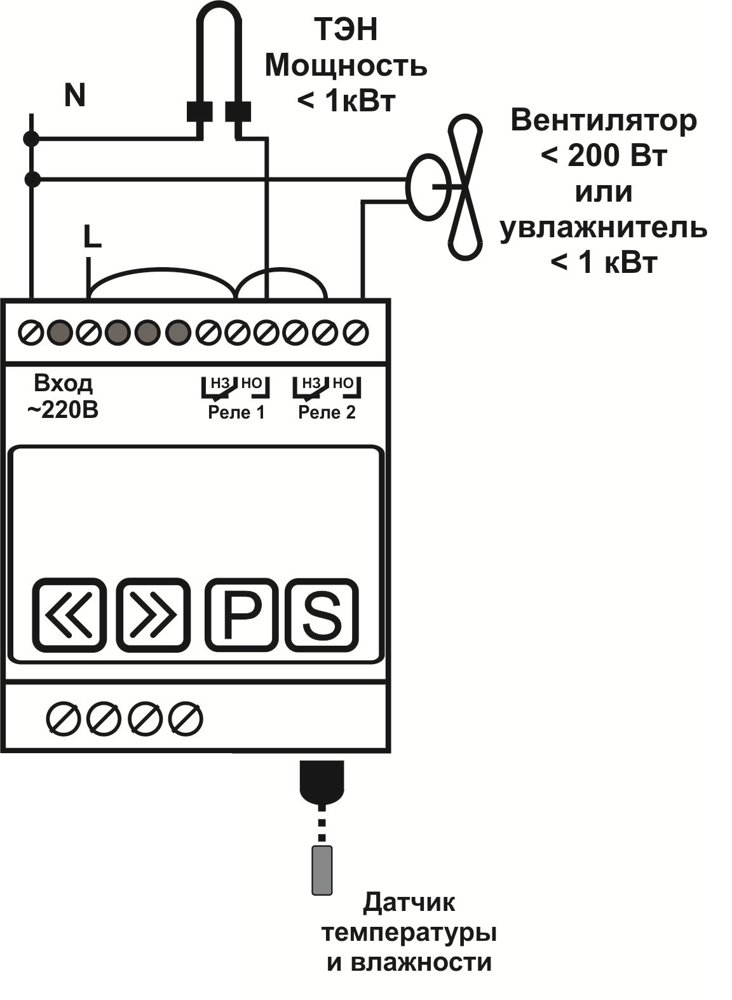 ТЭН
Мощность
< 1кВт
N
Вентилятор
< 200 Вт
или
увлажнитель
< 1 кВт
L
Вход
~220В
НЗ НО
Реле 1
НЗ НО
Реле 2
P
S
Датчик
температуры
и влажности